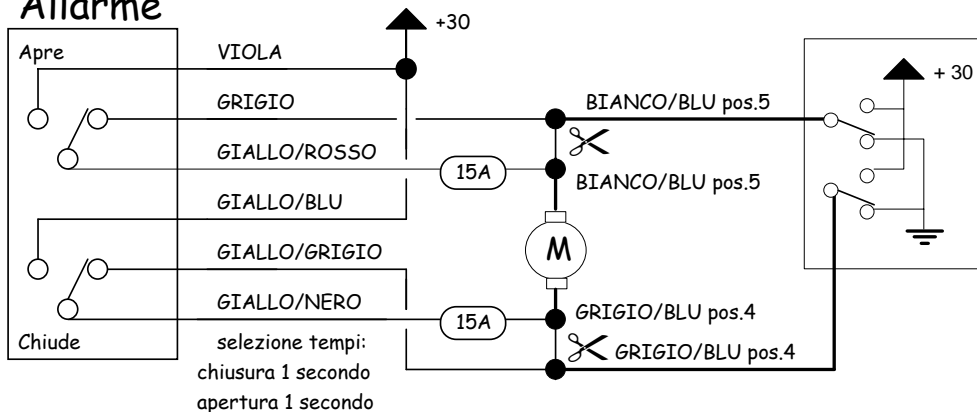 Allarme
+30
Apre
VIOLA
+ 30
GRIGIO
BIANCO/BLU pos.5
GIALLO/ROSSO
15A
BIANCO/BLU pos.5
GIALLO/BLU
M
GIALLO/GRIGIO
GIALLO/NERO
15A
GRIGIO/BLU pos.4
Chiude
selezione tempi:
GRIGIO/BLU pos.4
chiusura 1 secondo
apertura 1 secondo